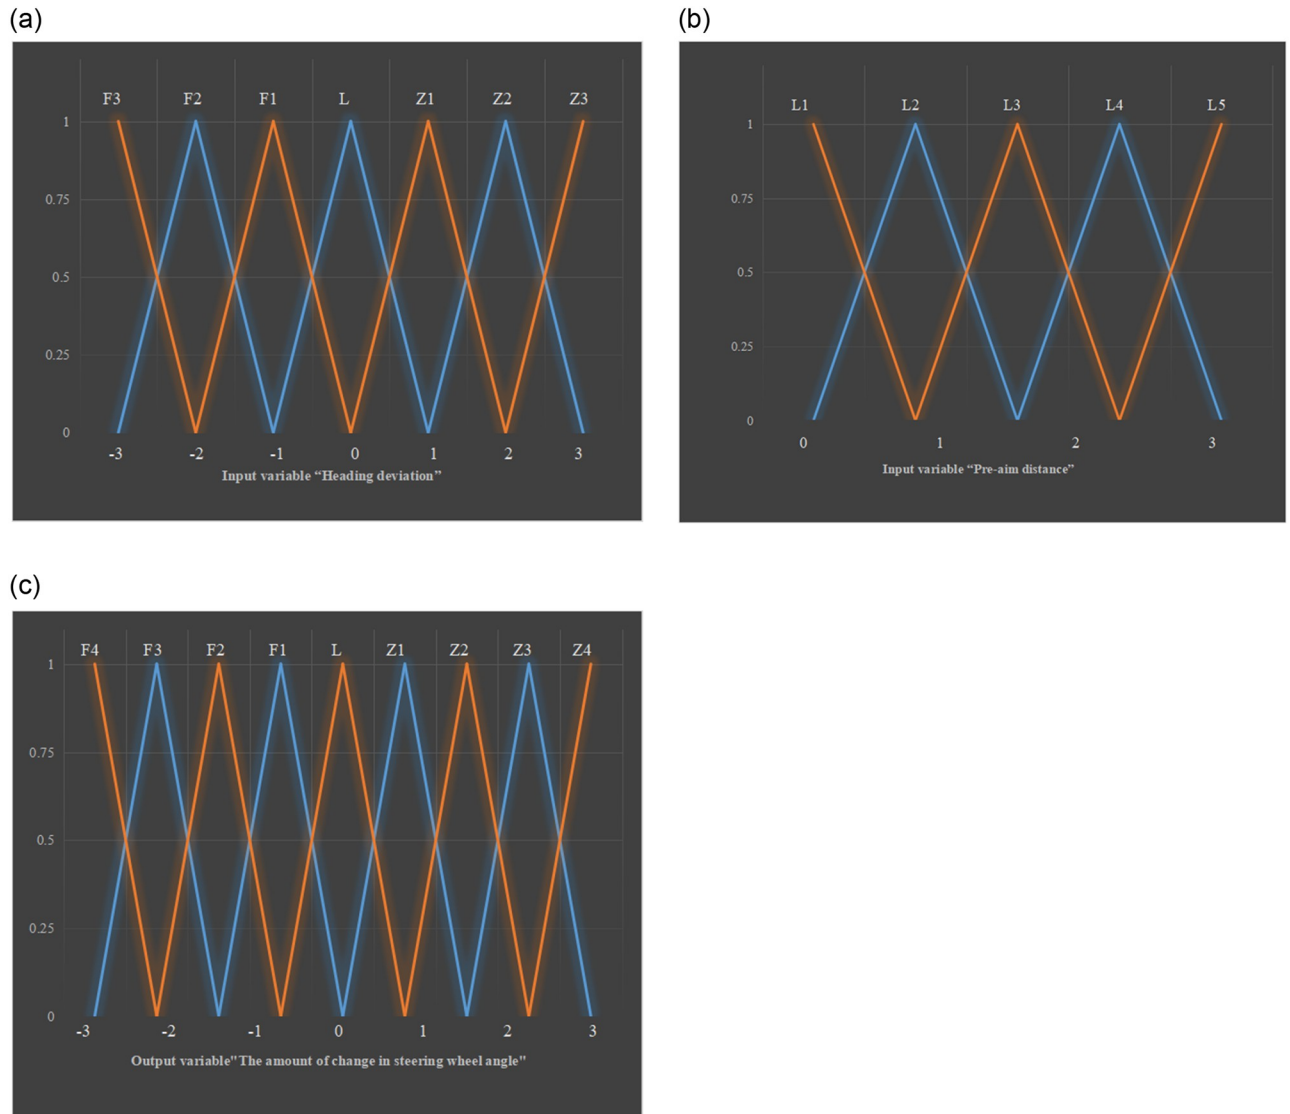 (a)
F3 F2 F1 L Z1 Z2 Z3
1
0.75
0.5
0.25
0
-3 -2 -1 0 1 2 3
Input variable “Heading deviation”
(b)
L1 L2 L3 L4 L5
1
0.75
0.5
0.25
0
0 1 2 3
Input variable “Pre-aim distance”
(c)
F4 F3 F2 F1 L Z1 Z2 Z3 Z4
1
0.75
0.5
0.25
0
-3 -2 -1 0 1 2 3
Output variable"The amount of change in steering wheel angle"